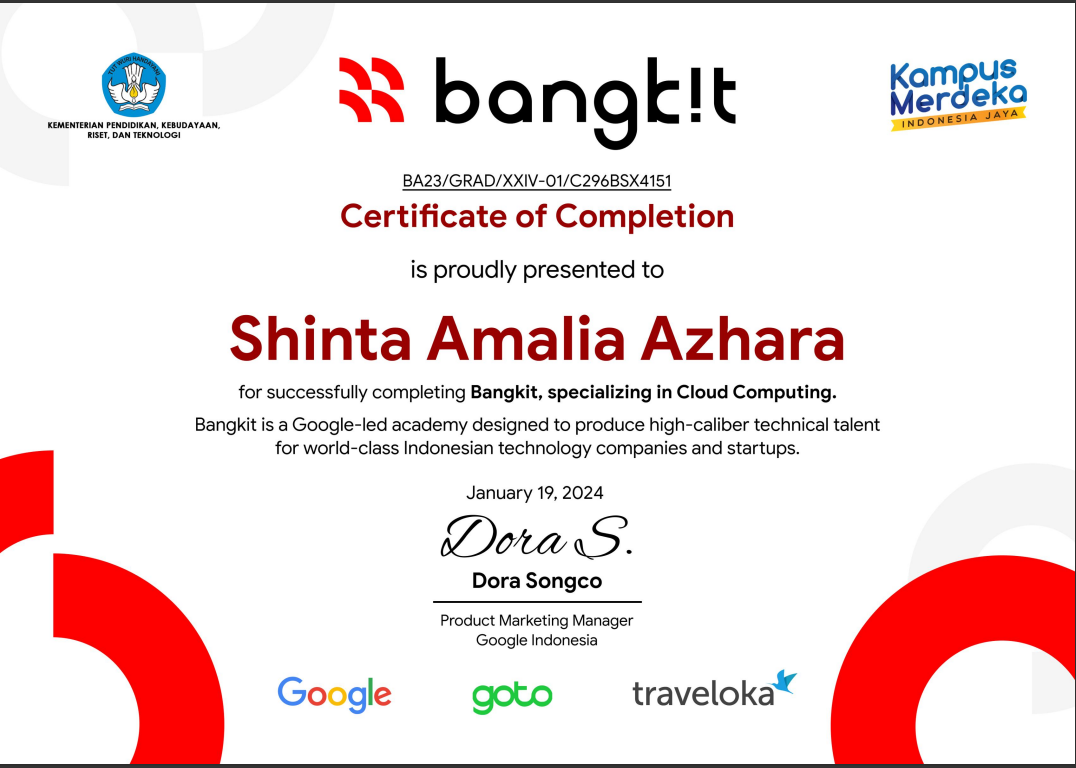 TUT WURI HANDAYANI
KEMENTERIAN PENDIDIKAN, KEBUDAYAAN,
RISET, DAN TEKNOLOGI
bangk!t
Kampus
Merdeka
INDONESIA JAYA
BA23/GRAD/XXIV-01/C296BSX4151
Certificate of Completion
is proudly presented to
Shinta Amalia Azhara
for successfully completing Bangkit, specializing in Cloud Computing.
Bangkit is a Google-led academy designed to produce high-caliber technical talent
for world-class Indonesian technology companies and startups.
January 19, 2024
Dora S.
Dora Songco
Product Marketing Manager
Google Indonesia
Google
goto
traveloka